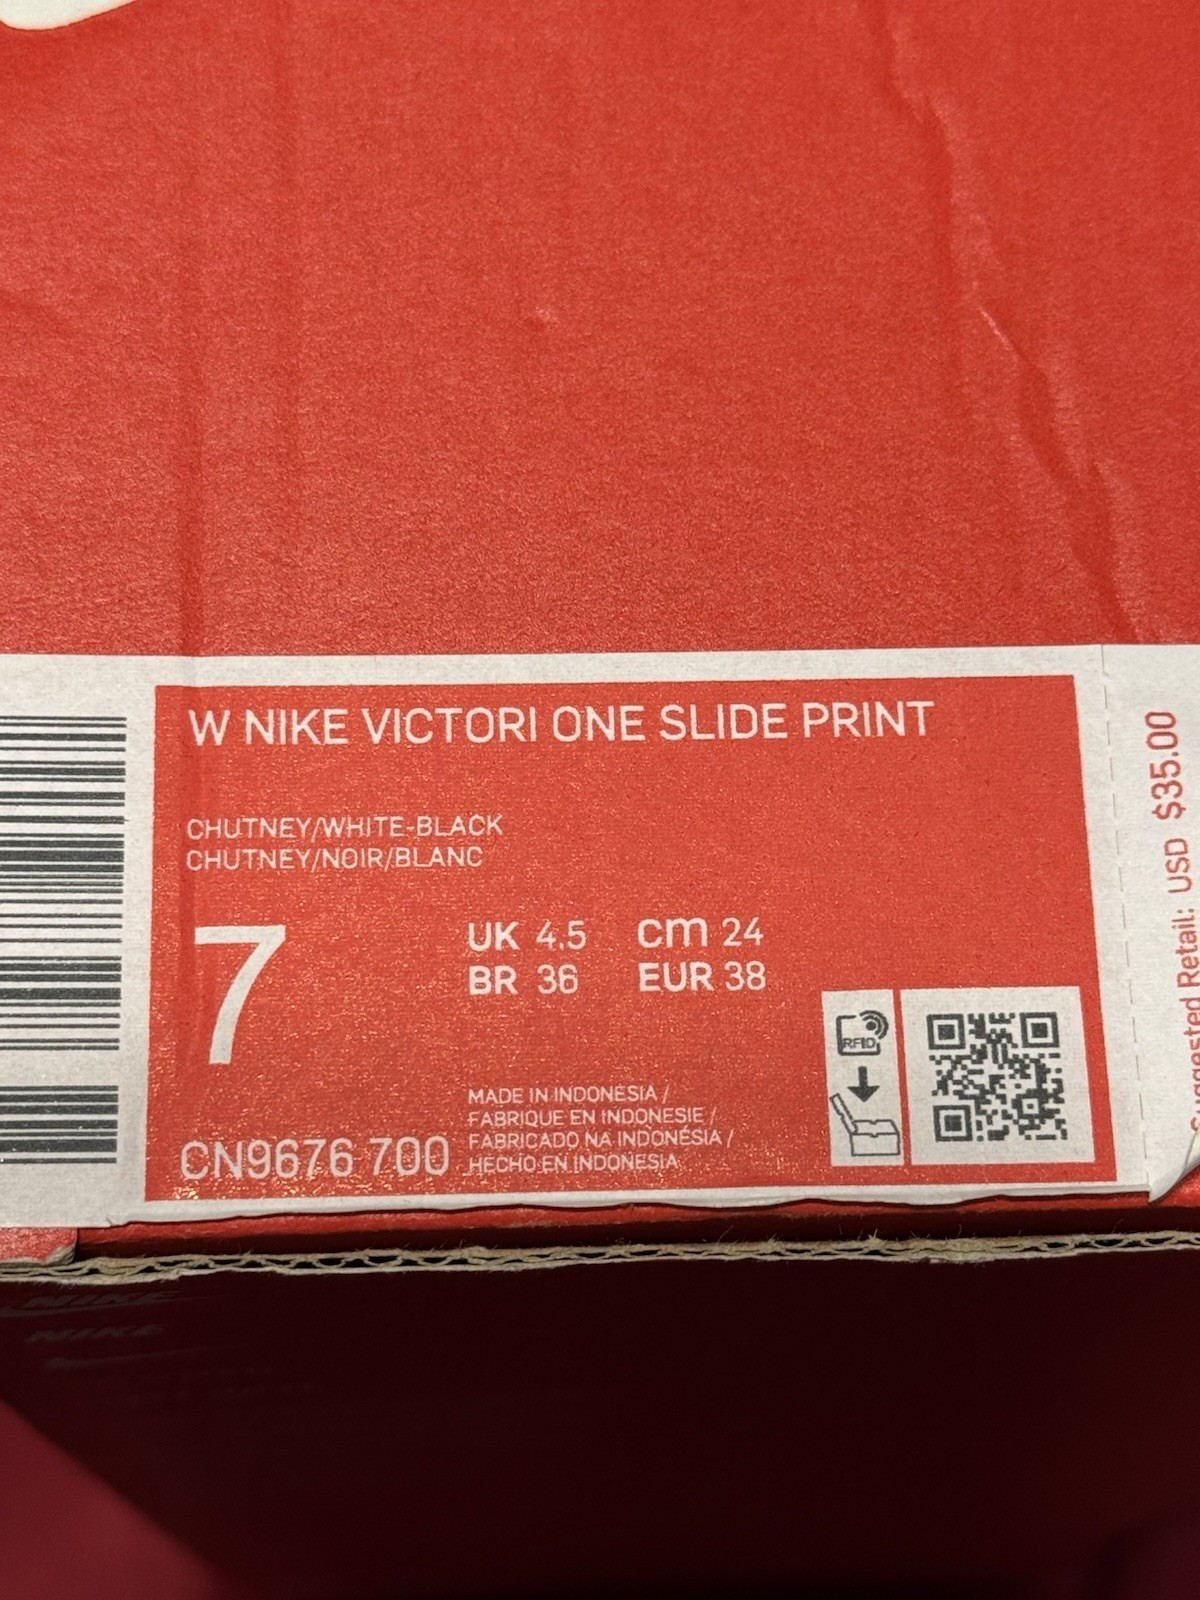 W NIKE VICTORI ONE SLIDE PRINT
CHUTNEY/WHITE-BLACK
CHUTNEY/NOIR/BLANC
7
UK 4.5 cm 24
BR 36 EUR 38
CN9676 700
MADE IN INDONESIA /
FABRIQUE EN INDONESIE /
FABRICADO NA INDONÉSIA /
HECHO EN INDONESIA
RFID
Suggested Retail: USD $35.00
NIKE
NIKE